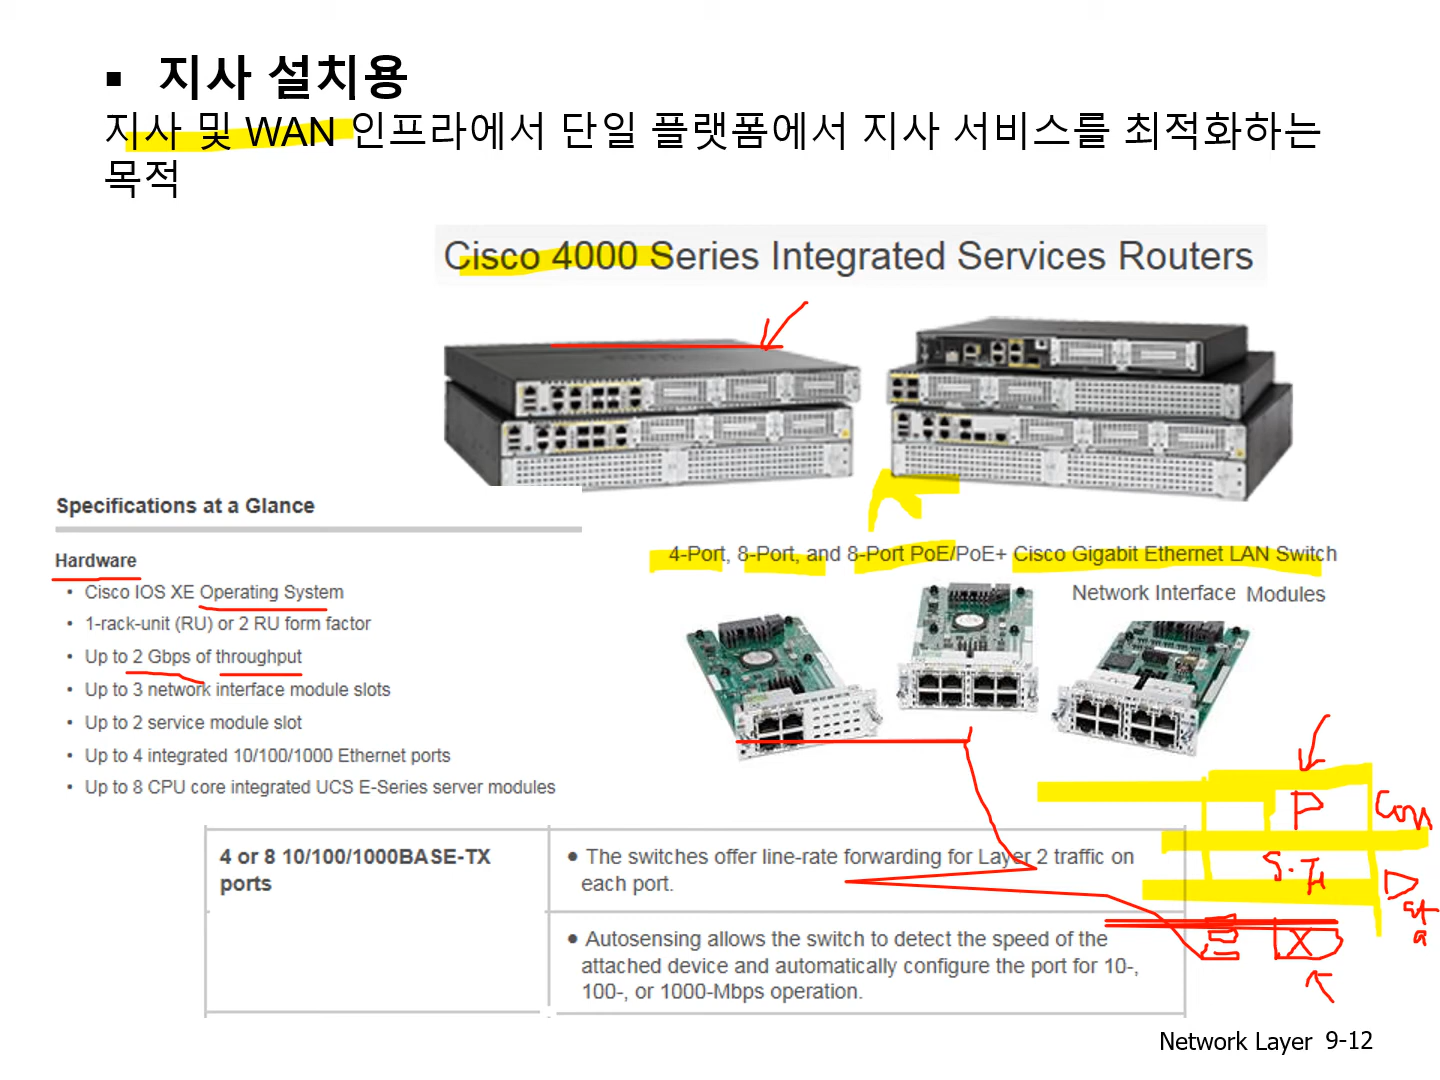 ▪ 지사 설치용
지사 및 WAN 인프라에서 단일 플랫폼에서 지사 서비스를 최적화하는
목적
Cisco 4000 Series Integrated Services Routers
Specifications at a Glance
Hardware
• Cisco IOS XE Operating System
• 1-rack-unit (RU) or 2 RU form factor
• Up to 2 Gbps of throughput
• Up to 3 network interface module slots
• Up to 2 service module slot
• Up to 4 integrated 10/100/1000 Ethernet ports
• Up to 8 CPU core integrated UCS E-Series server modules
4-Port, 8-Port, and 8-Port PoE/PoE+ Cisco Gigabit Ethernet LAN Switch
Network Interface Modules
P
Con
Data
X
4 or 8 10/100/1000BASE-TX
ports
• The switches offer line-rate forwarding for Layer 2 traffic on
each port.
• Autosensing allows the switch to detect the speed of the
attached device and automatically configure the port for 10-,
100-, or 1000-Mbps operation.
Network Layer 9-12